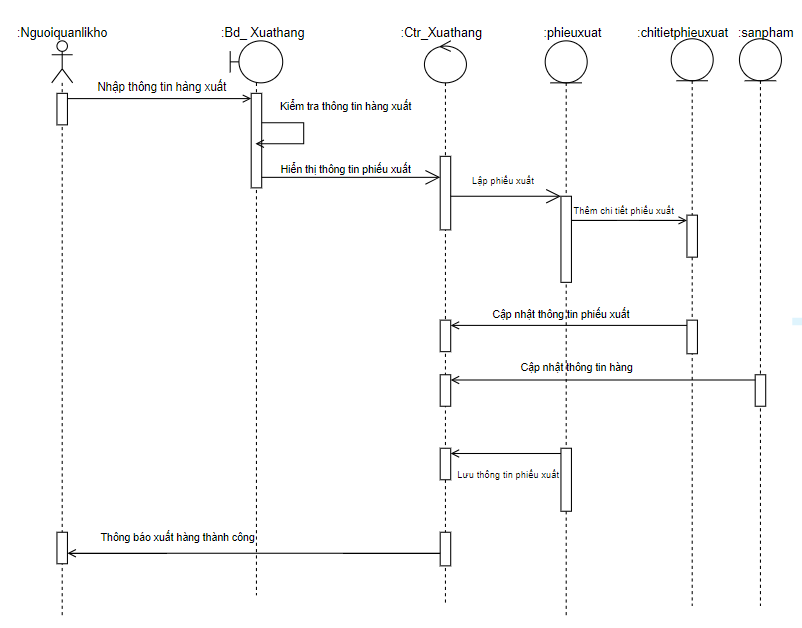 :Nguoiquanlikho
:Bd_ Xuathang
:Ctr_Xuathang
:phieuxuat
:chitietphieuxuat
:sanpham
Nhập thông tin hàng xuất
Kiểm tra thông tin hàng xuất
Hiển thị thông tin phiếu xuất
Lập phiếu xuất
Thêm chi tiết phiếu xuất
Cập nhật thông tin phiếu xuất
Cập nhật thông tin hàng
Lưu thông tin phiếu xuất
Thông báo xuất hàng thành công